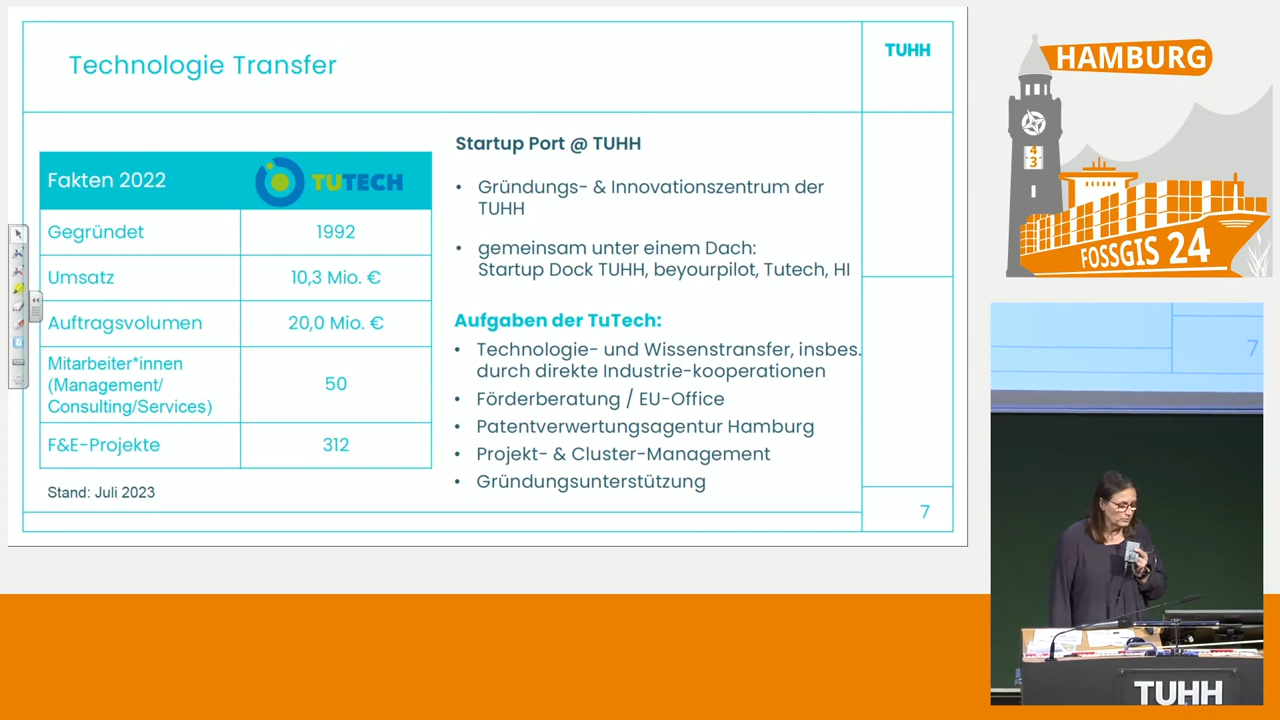 Technologie Transfer
TUHH
Fakten 2022
TUTECH
Gegründet 1992
Umsatz 10,3 Mio. €
Auftragsvolumen 20,0 Mio. €
Mitarbeiter*innen
(Management/
Consulting/Services)
50
F&E-Projekte 312
Stand: Juli 2023
Startup Port @ TUHH
• Gründungs- & Innovationszentrum der
TUHH
• gemeinsam unter einem Dach:
Startup Dock TUHH, beyourpilot, Tutech, HI
Aufgaben der TuTech:
• Technologie- und Wissenstransfer, insbes.
durch direkte Industrie-kooperationen
• Förderberatung / EU-Office
• Patentverwertungsagentur Hamburg
• Projekt- & Cluster-Management
• Gründungsunterstützung
7
HAMBURG
4
3
FOSSGIS 24
7
TUHH